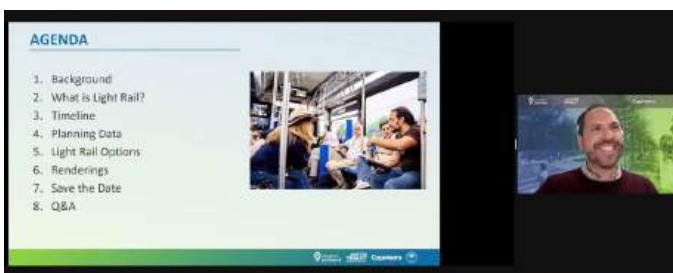 AGENDA
1. Background
2. What is Light Rail?
3. Timeline
4. Planning Data
5. Light Rail Options
6. Renderings
7. Save the Date
8. Q&A